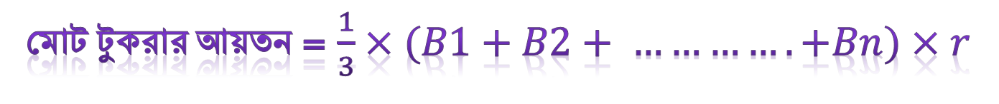 মোট টুকরার আয়তন = 1/3 × (B1 + B2 + ... ... ... ... . +Bn) × r